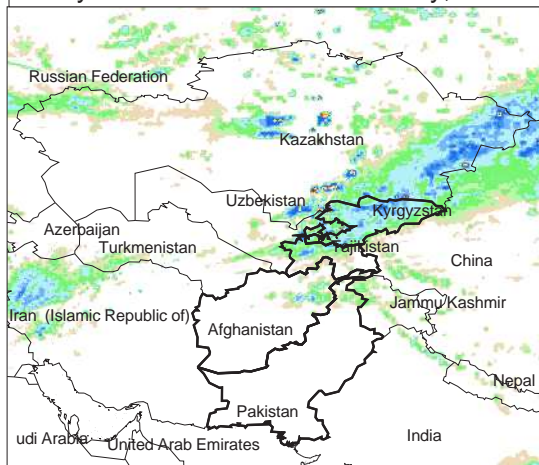 Russian Federation
Kazakhstan
Uzbekistan
Kyrgyzstan
Azerbaijan
Turkmenistan
Tajikistan
China
Jammu Kashmir
Iran (Islamic Republic of)
Afghanistan
Nepal
Pakistan
udi Arabia
United Arab Emirates
India